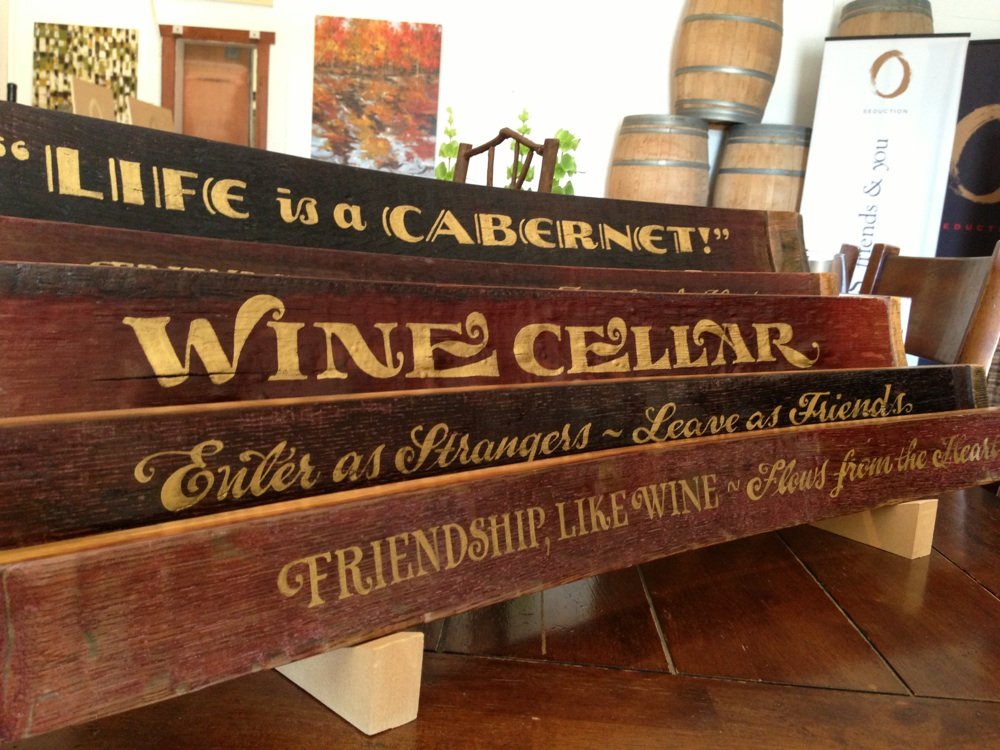 “LIFE is a CABERNET!”
WINE CELLAR
Enter as Strangers ~ Leave as Friends.
FRIENDSHIP, LIKE WINE ~ Flows from the Heart
REDUCTION
friends & you